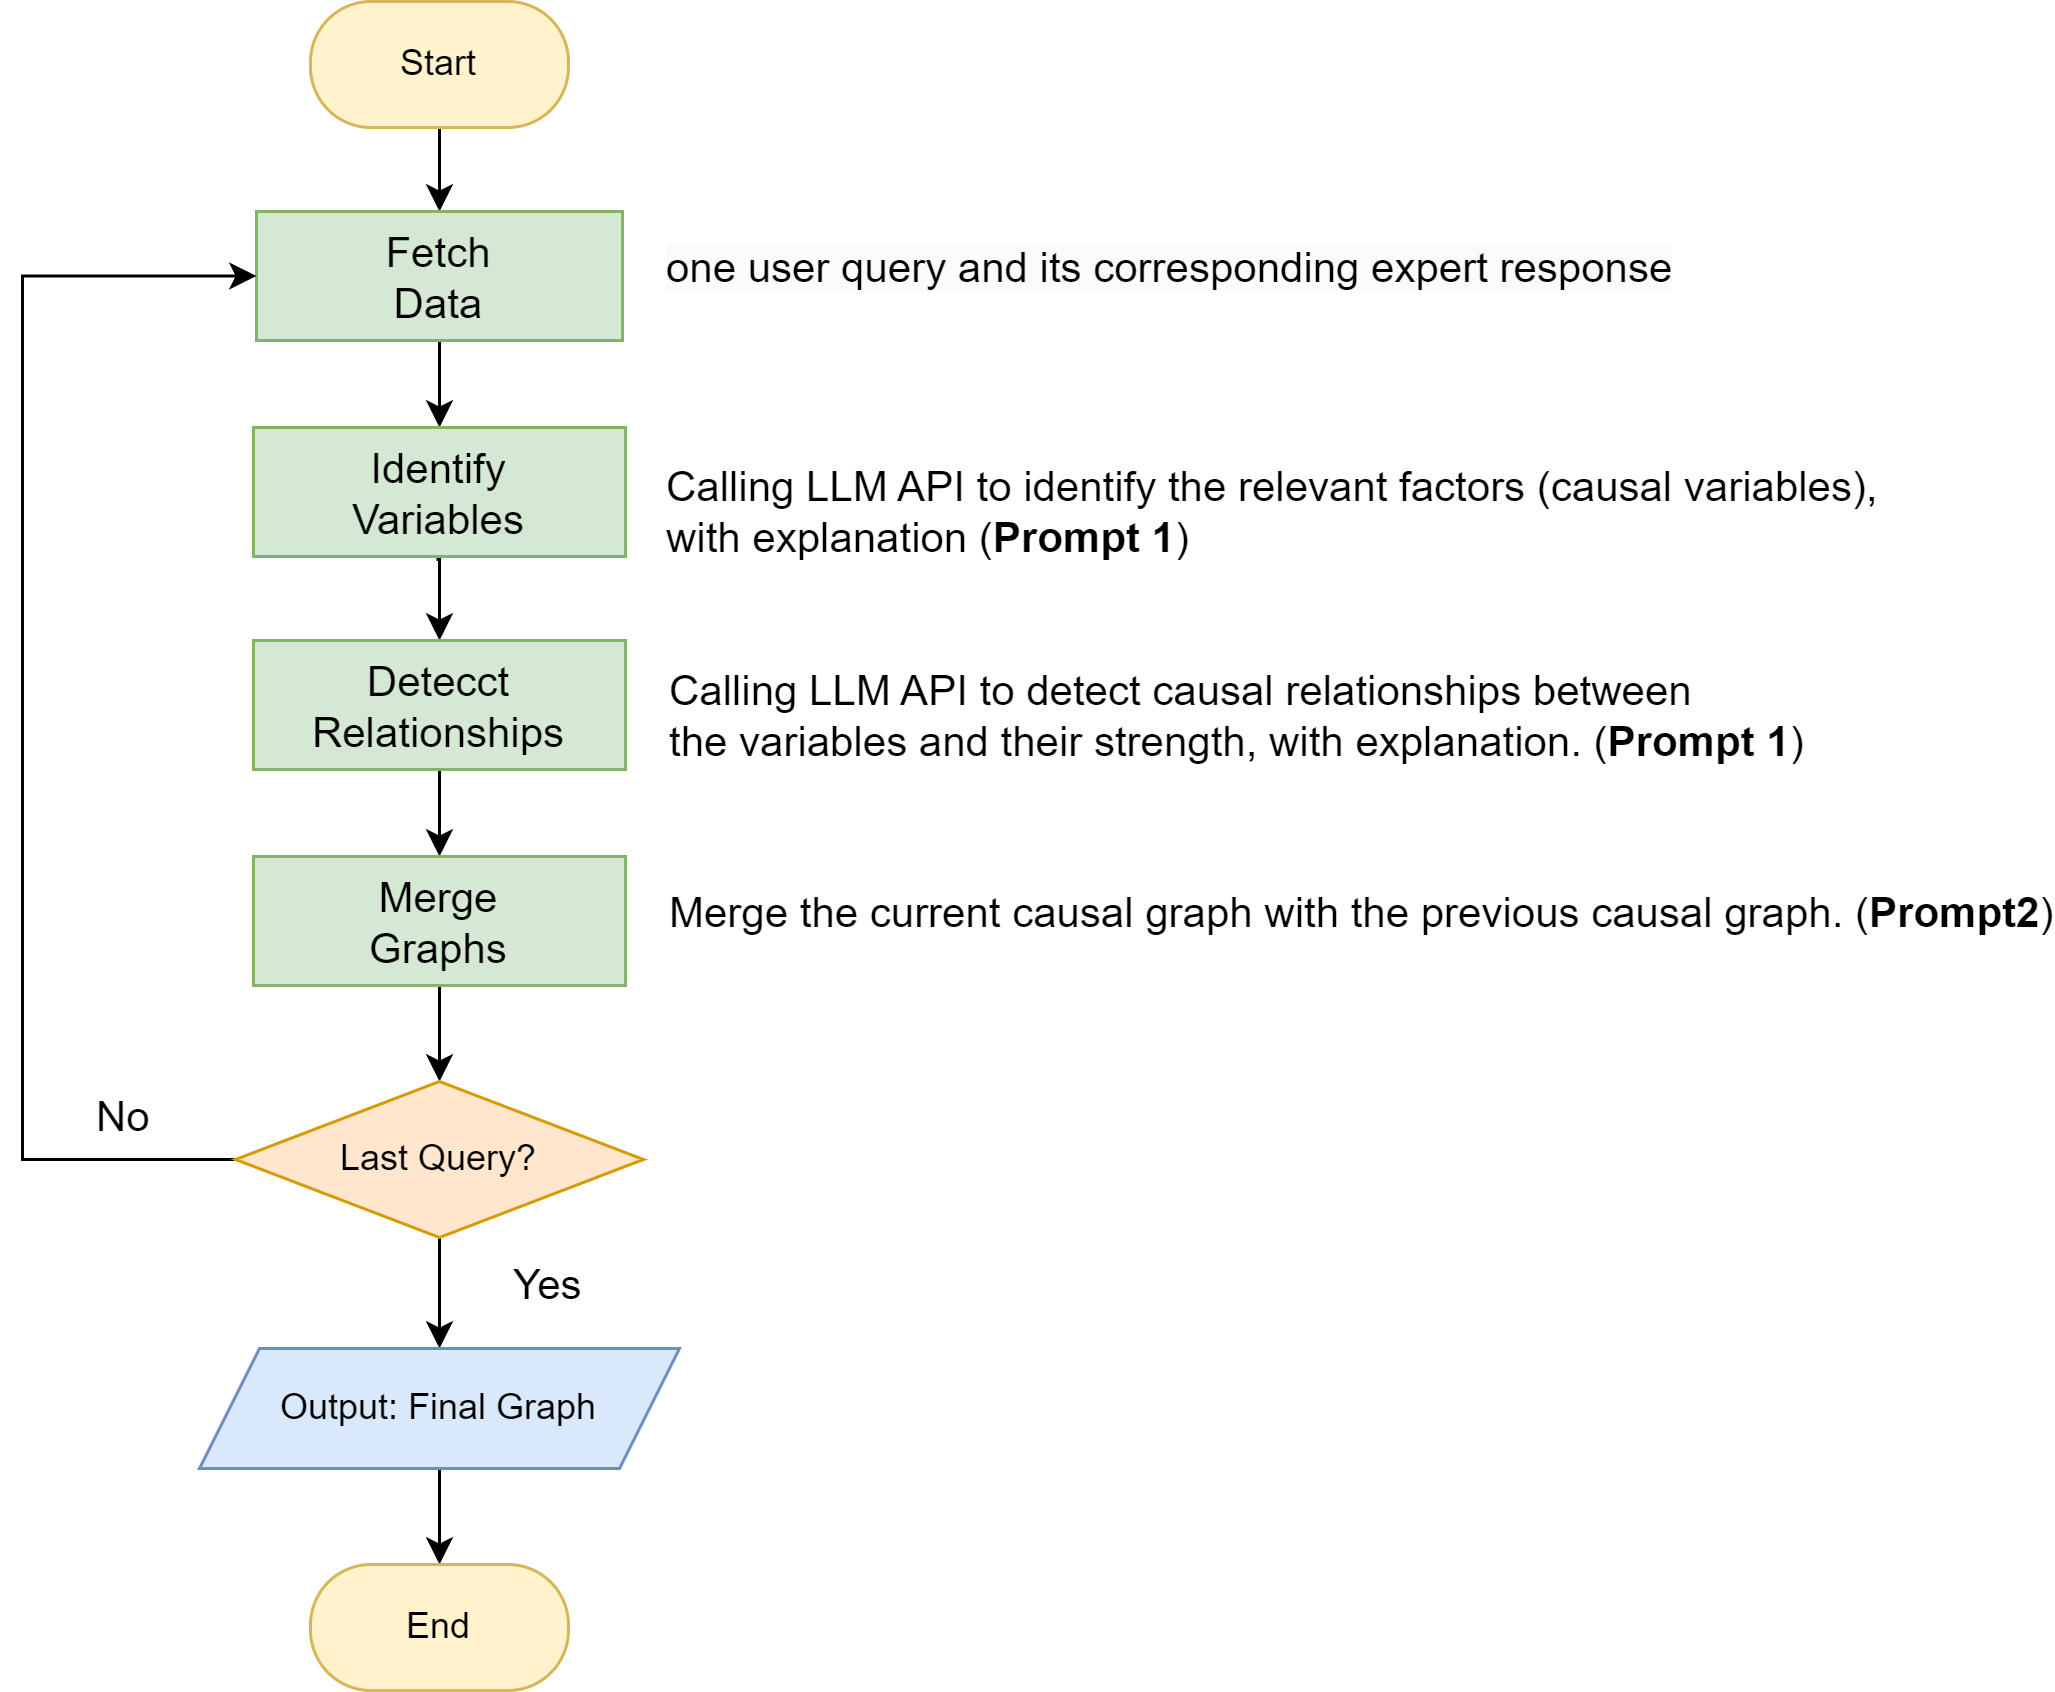 Start
Fetch
Data
one user query and its corresponding expert response
Identify
Variables
Calling LLM API to identify the relevant factors (causal variables),
with explanation (Prompt 1)
Detecct
Relationships
Calling LLM API to detect causal relationships between
the variables and their strength, with explanation. (Prompt 1)
Merge
Graphs
Merge the current causal graph with the previous causal graph. (Prompt2)
No
Last Query?
Yes
Output: Final Graph
End